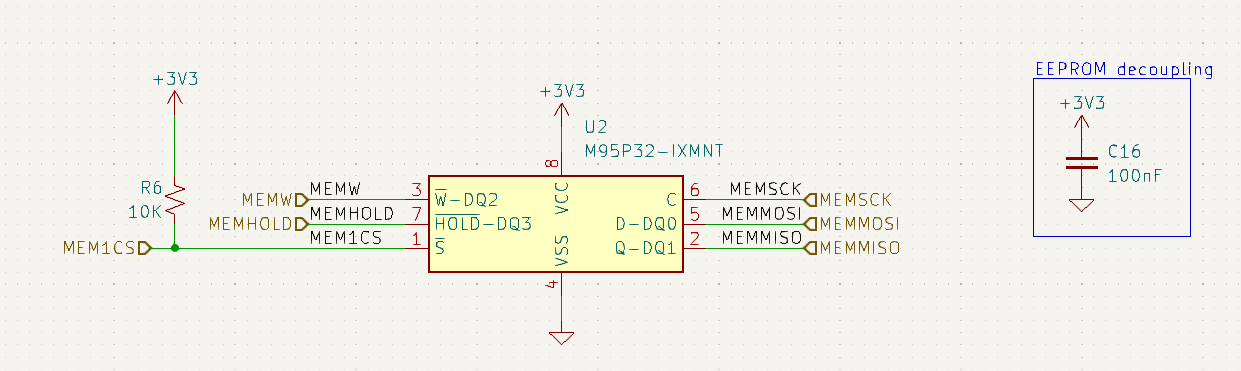 EEPROM decoupling
+3V3
+3V3
+3V3
U2
M95P32-IXMNT
C16
100nF
R6
10K
MEMW
MEMW
3
W-DQ2
8
VCC
C
6
MEMSCK
MEMSCK
MEMHOLD
MEMHOLD
7
HOLD-DQ3
D-DQ0
5
MEMMOSI
MEMMOSI
MEM1CS
MEM1CS
1
S
VSS
4
Q-DQ1
2
MEMMISO
MEMMISO